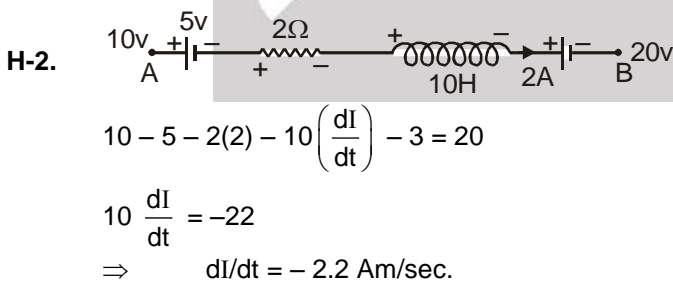 H-2.
10v 5v 2Ω + – + – + – + – 20v
A 10H 2A B
10 – 5 – 2(2) – 10(dI/dt) – 3 = 20
10 dI/dt = –22
⇒ dI/dt = – 2.2 Am/sec.